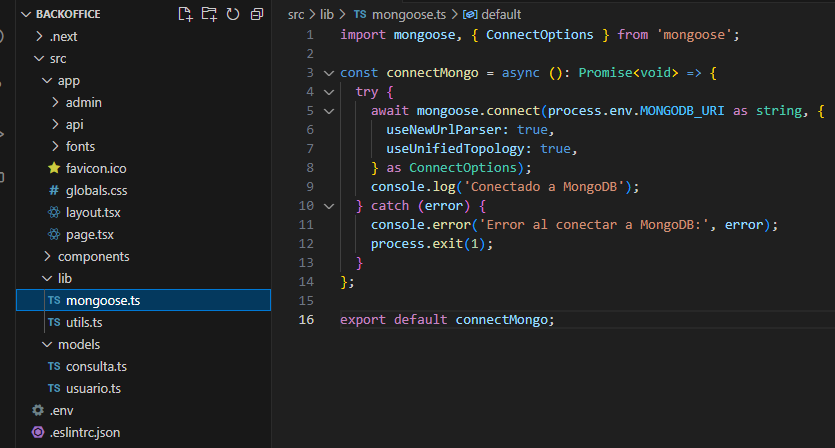 BACKOFFICE
.next
src
app
admin
api
fonts
favicon.ico
# globals.css
layout.tsx
page.tsx
components
lib
TS mongoose.ts
TS utils.ts
models
TS consulta.ts
TS usuario.ts
.env
.eslintrc.json
src > lib > TS mongoose.ts > default
1 import mongoose, { ConnectOptions } from 'mongoose';
2
3 const connectMongo = async (): Promise<void> => {
4 try {
5 await mongoose.connect(process.env.MONGODB_URI as string, {
6 useNewUrlParser: true,
7 useUnifiedTopology: true,
8 } as ConnectOptions);
9 console.log('Conectado a MongoDB');
10 } catch (error) {
11 console.error('Error al conectar a MongoDB:', error);
12 process.exit(1);
13 }
14 };
15
16 export default connectMongo;